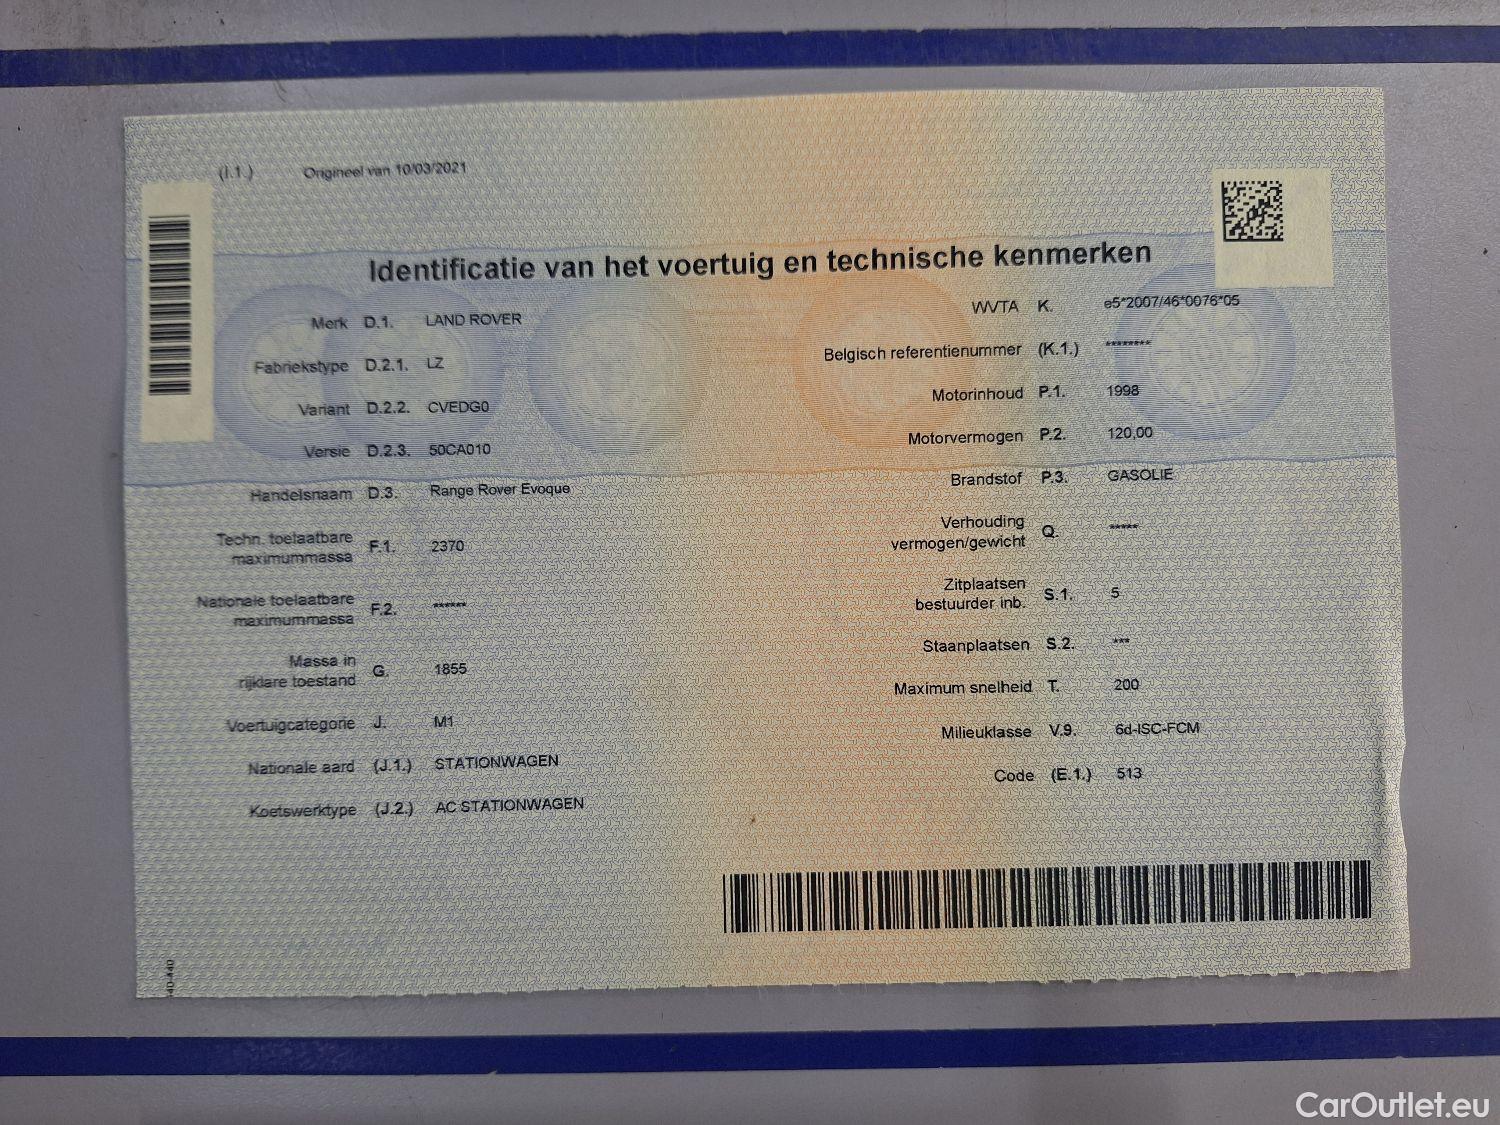 (I.1.) Origineel van 10/03/2021
Identificatie van het voertuig en technische kenmerken
Merk D.1. LAND ROVER
Fabriekstype D.2.1. LZ
Variant D.2.2. CVEDG0
Versie D.2.3. 50CA010
Handelsnaam D.3. Range Rover Evoque
Techn. toelaatbare
maximummassa F.1. 2370
Nationale toelaatbare
maximummassa F.2. ******
Massa in
rijklare toestand G. 1855
Voertuigcategorie J. M1
Nationale aard (J.1.) STATIONWAGEN
Koetswerktype (J.2.) AC STATIONWAGEN
WVTA K. e5*2007/46*0076*05
Belgisch referentienummer (K.1.) ********
Motorinhoud P.1. 1998
Motorvermogen P.2. 120,00
Brandstof P.3. GASOLIE
Verhouding
vermogen/gewicht Q. *****
Zitplaatsen
bestuurder inb. S.1. 5
Staanplaatsen S.2. ***
Maximum snelheid T. 200
Milieuklasse V.9. 6d-ISC-FCM
Code (E.1.) 513
CarOutlet.eu